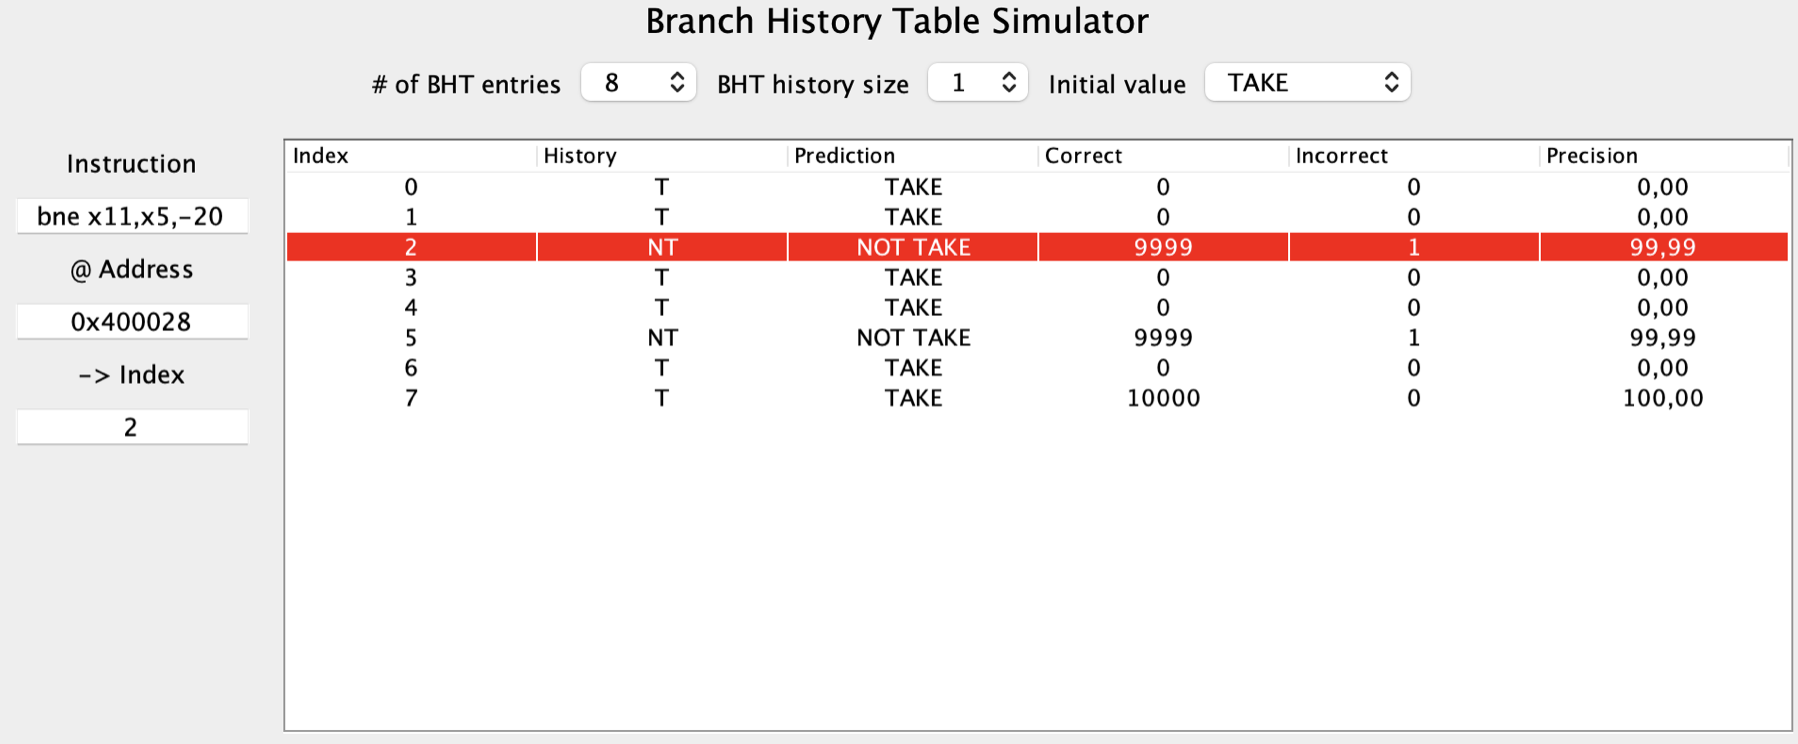 Branch History Table Simulator
# of BHT entries 8 BHT history size 1 Initial value TAKE
Instruction
bne x11,x5,−20
@ Address
0x400028
−> Index
2
Index History Prediction Correct Incorrect Precision
0 T TAKE 0 0 0,00
1 T TAKE 0 0 0,00
2 NT NOT TAKE 9999 1 99,99
3 T TAKE 0 0 0,00
4 T TAKE 0 0 0,00
5 NT NOT TAKE 9999 1 99,99
6 T TAKE 0 0 0,00
7 T TAKE 10000 0 100,00